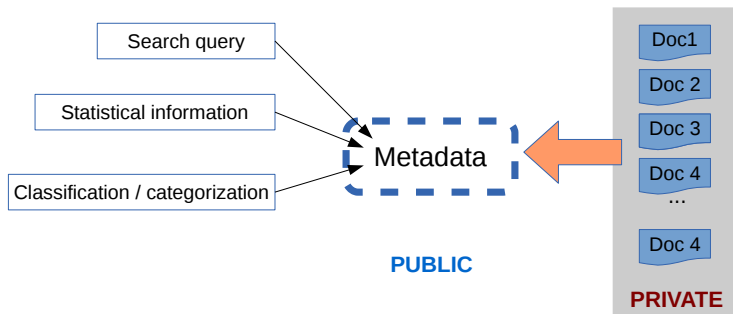 Search query
Statistical information
Classification / categorization
Metadata
PUBLIC
Doc1
Doc 2
Doc 3
Doc 4
...
Doc 4
PRIVATE